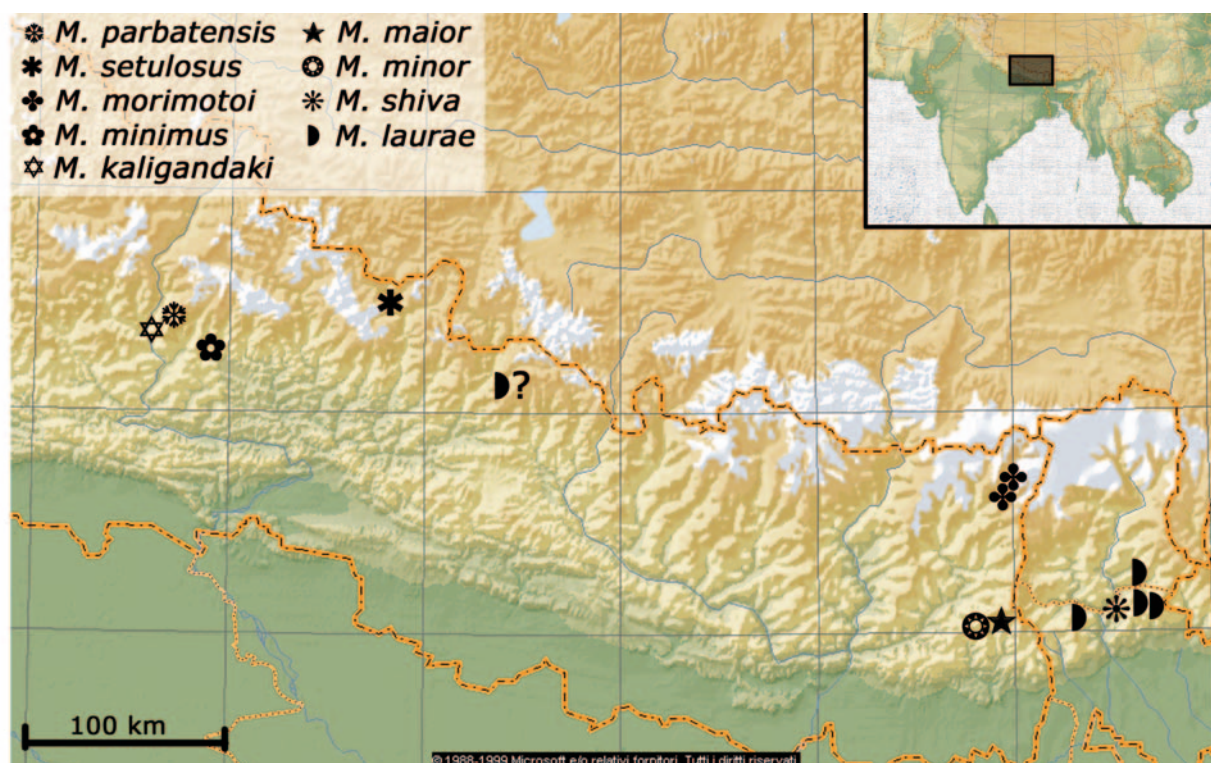 M. parbatensis
M. setulosus
M. morimotoi
M. minimus
M. kaligandaki
M. maior
M. minor
M. shiva
M. laurae
?
100 km
© 1988-1999 Microsoft e/o relativi fornitori. Tutti i diritti riservati.